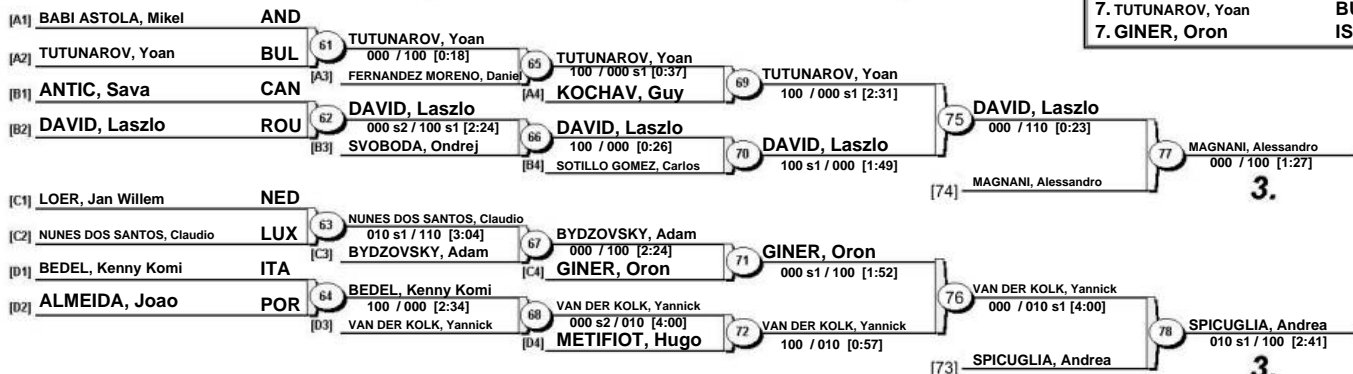 7. TUTUNAROV, Yoan BU
7. GINER, Oron IS
[A1] BABI ASTOLA, Mikel AND
61 TUTUNAROV, Yoan
000 / 100 [0:18]
[A2] TUTUNAROV, Yoan BUL
[A3] FERNANDEZ MORENO, Daniel
65 TUTUNAROV, Yoan
100 / 000 s1 [0:37]
[A4] KOCHAV, Guy
69 TUTUNAROV, Yoan
100 / 000 s1 [2:31]
[B1] ANTIC, Sava CAN
62 DAVID, Laszlo
000 s2 / 100 s1 [2:24]
[B2] DAVID, Laszlo ROU
[B3] SVOBODA, Ondrej
66 DAVID, Laszlo
100 / 000 [0:26]
[B4] SOTILLO GOMEZ, Carlos
70 DAVID, Laszlo
100 s1 / 000 [1:49]
75 DAVID, Laszlo
000 / 110 [0:23]
[74] MAGNANI, Alessandro
77 MAGNANI, Alessandro
000 / 100 [1:27]
3.
[C1] LOER, Jan Willem NED
63 NUNES DOS SANTOS, Claudio
010 s1 / 110 [3:04]
[C2] NUNES DOS SANTOS, Claudio LUX
[C3] BYDZOVSKY, Adam
67 BYDZOVSKY, Adam
000 / 100 [2:24]
[C4] GINER, Oron
71 GINER, Oron
000 s1 / 100 [1:52]
[D1] BEDEL, Kenny Komi ITA
64 BEDEL, Kenny Komi
100 / 000 [2:34]
[D2] ALMEIDA, Joao POR
[D3] VAN DER KOLK, Yannick
68 VAN DER KOLK, Yannick
000 s2 / 010 [4:00]
[D4] METIFIOT, Hugo
72 VAN DER KOLK, Yannick
100 / 010 [0:57]
76 VAN DER KOLK, Yannick
000 / 010 s1 [4:00]
[73] SPICUGLIA, Andrea
78 SPICUGLIA, Andrea
010 s1 / 100 [2:41]
3.